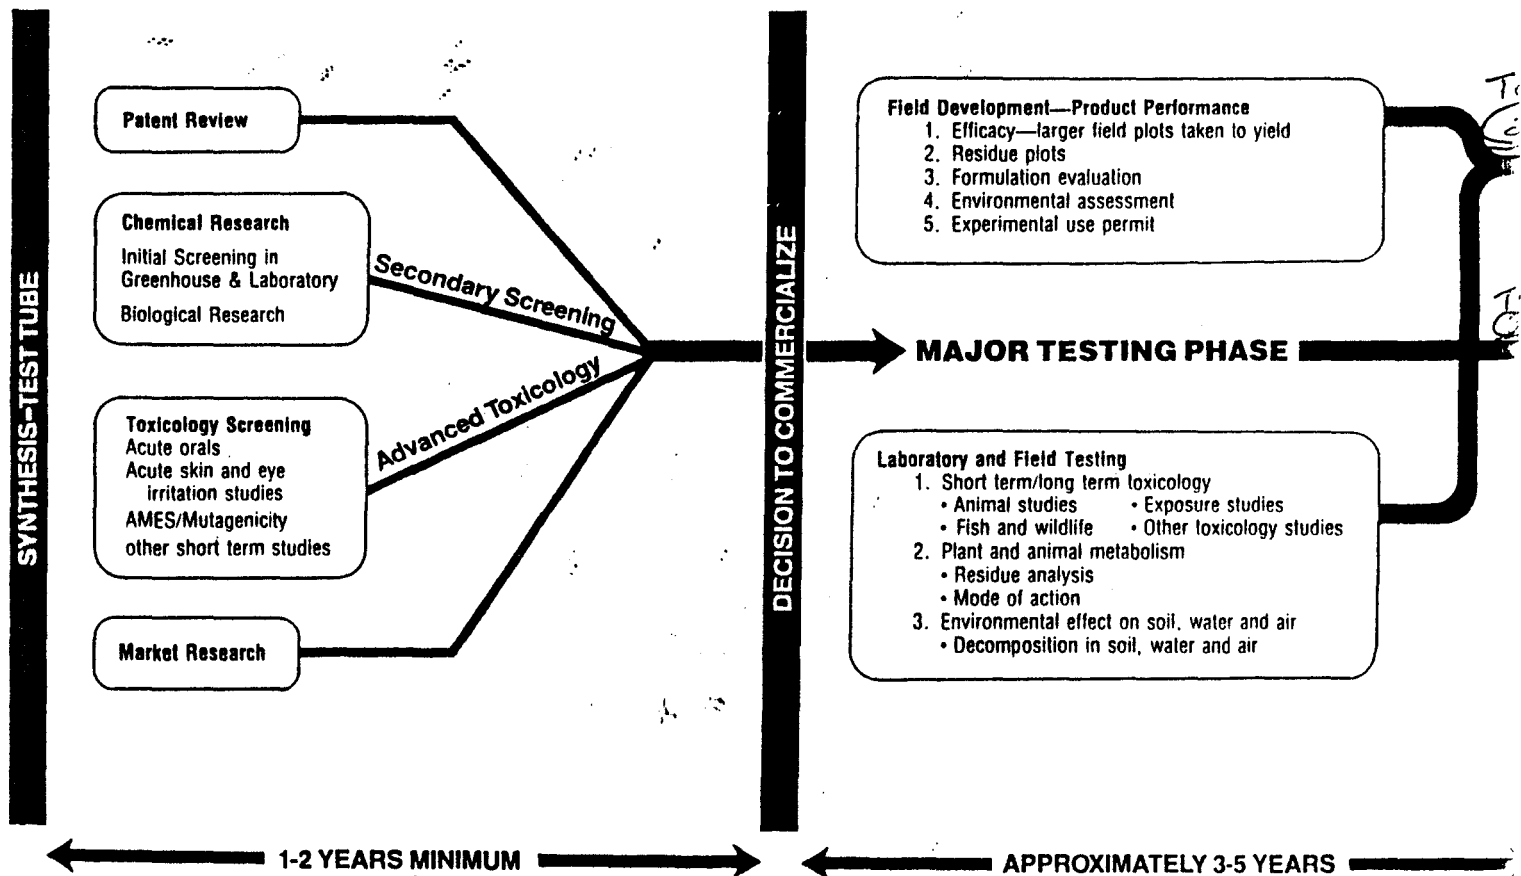 SYNTHESIS–TEST TUBE
Patent Review
Chemical Research
Initial Screening in
Greenhouse & Laboratory
Biological Research
Secondary Screening
Toxicology Screening
Acute orals
Acute skin and eye
irritation studies
AMES/Mutagenicity
other short term studies
Advanced Toxicology
Market Research
1-2 YEARS MINIMUM
DECISION TO COMMERCIALIZE
Field Development—Product Performance
1. Efficacy—larger field plots taken to yield
2. Residue plots
3. Formulation evaluation
4. Environmental assessment
5. Experimental use permit
MAJOR TESTING PHASE
Laboratory and Field Testing
1. Short term/long term toxicology
• Animal studies • Exposure studies
• Fish and wildlife • Other toxicology studies
2. Plant and animal metabolism
• Residue analysis
• Mode of action
3. Environmental effect on soil, water and air
• Decomposition in soil, water and air
APPROXIMATELY 3-5 YEARS